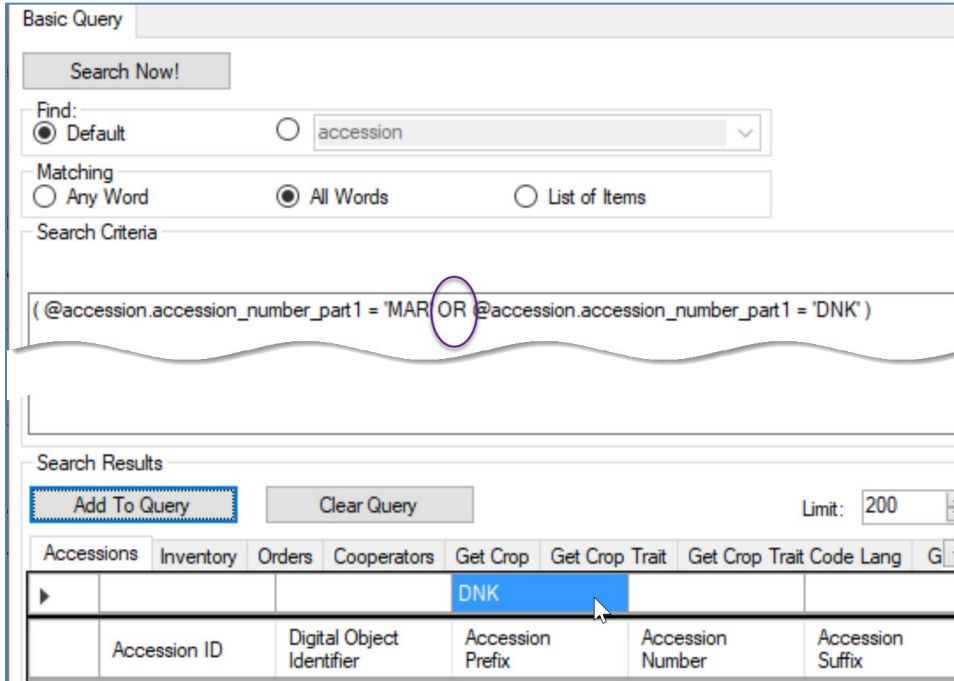 Basic Query
Search Now!
Find:
Default accession
Matching
Any Word All Words List of Items
Search Criteria
( @accession.accession_number_part1 = 'MAR' OR @accession.accession_number_part1 = 'DNK' )
Search Results
Add To Query Clear Query Limit: 200
Accessions Inventory Orders Cooperators Get Crop Get Crop Trait Get Crop Trait Code Lang G
DNK
Accession ID Digital Object Identifier Accession Prefix Accession Number Accession Suffix